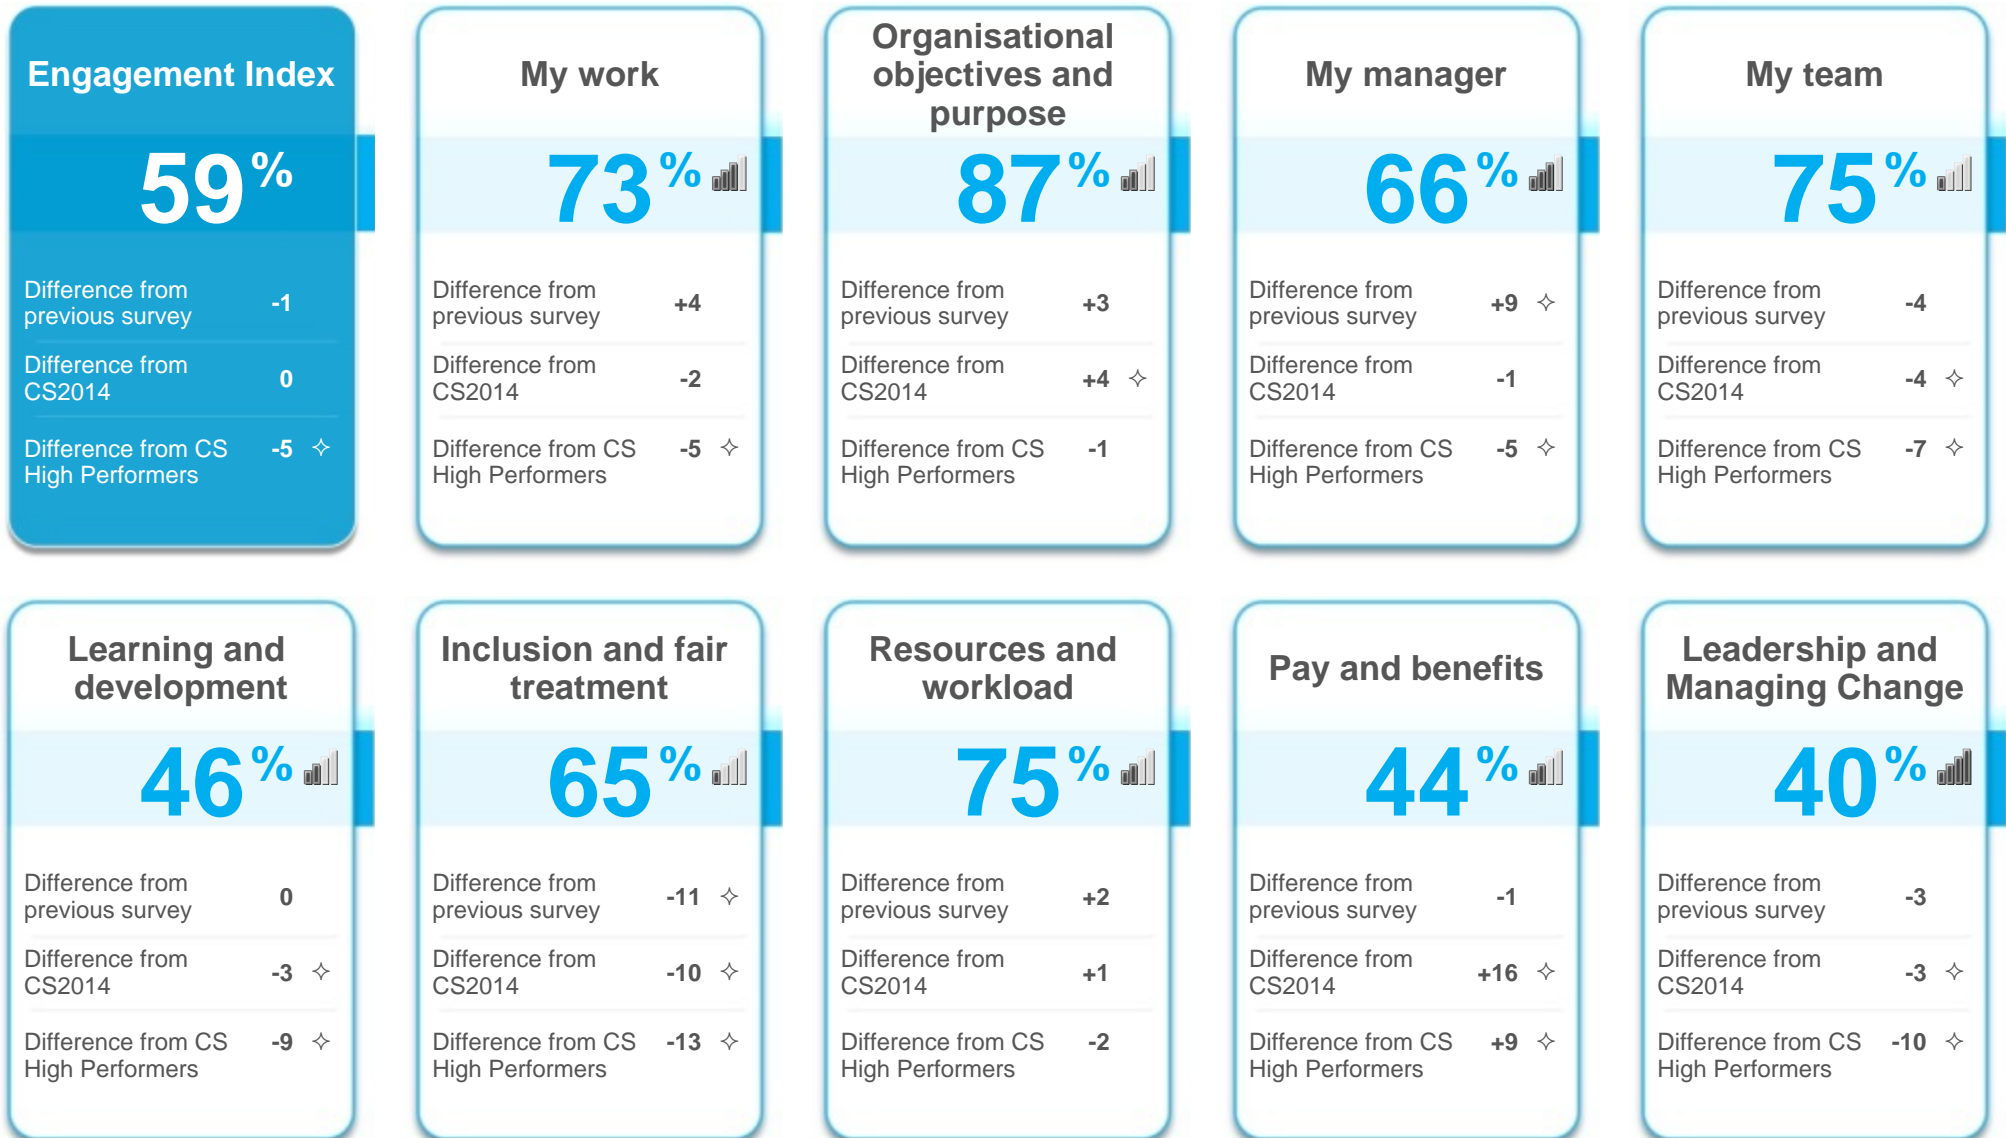 Engagement Index
59%
Difference from
previous survey -1
Difference from
CS2014 0
Difference from CS
High Performers -5 ✧
My work
73%
Difference from
previous survey +4
Difference from
CS2014 -2
Difference from CS
High Performers -5 ✧
Organisational
objectives and
purpose
87%
Difference from
previous survey +3
Difference from
CS2014 +4 ✧
Difference from CS
High Performers -1
My manager
66%
Difference from
previous survey +9 ✧
Difference from
CS2014 -1
Difference from CS
High Performers -5 ✧
My team
75%
Difference from
previous survey -4
Difference from
CS2014 -4 ✧
Difference from CS
High Performers -7 ✧
Learning and
development
46%
Difference from
previous survey 0
Difference from
CS2014 -3 ✧
Difference from CS
High Performers -9 ✧
Inclusion and fair
treatment
65%
Difference from
previous survey -11 ✧
Difference from
CS2014 -10 ✧
Difference from CS
High Performers -13 ✧
Resources and
workload
75%
Difference from
previous survey +2
Difference from
CS2014 +1
Difference from CS
High Performers -2
Pay and benefits
44%
Difference from
previous survey -1
Difference from
CS2014 +16 ✧
Difference from CS
High Performers +9 ✧
Leadership and
Managing Change
40%
Difference from
previous survey -3
Difference from
CS2014 -3 ✧
Difference from CS
High Performers -10 ✧